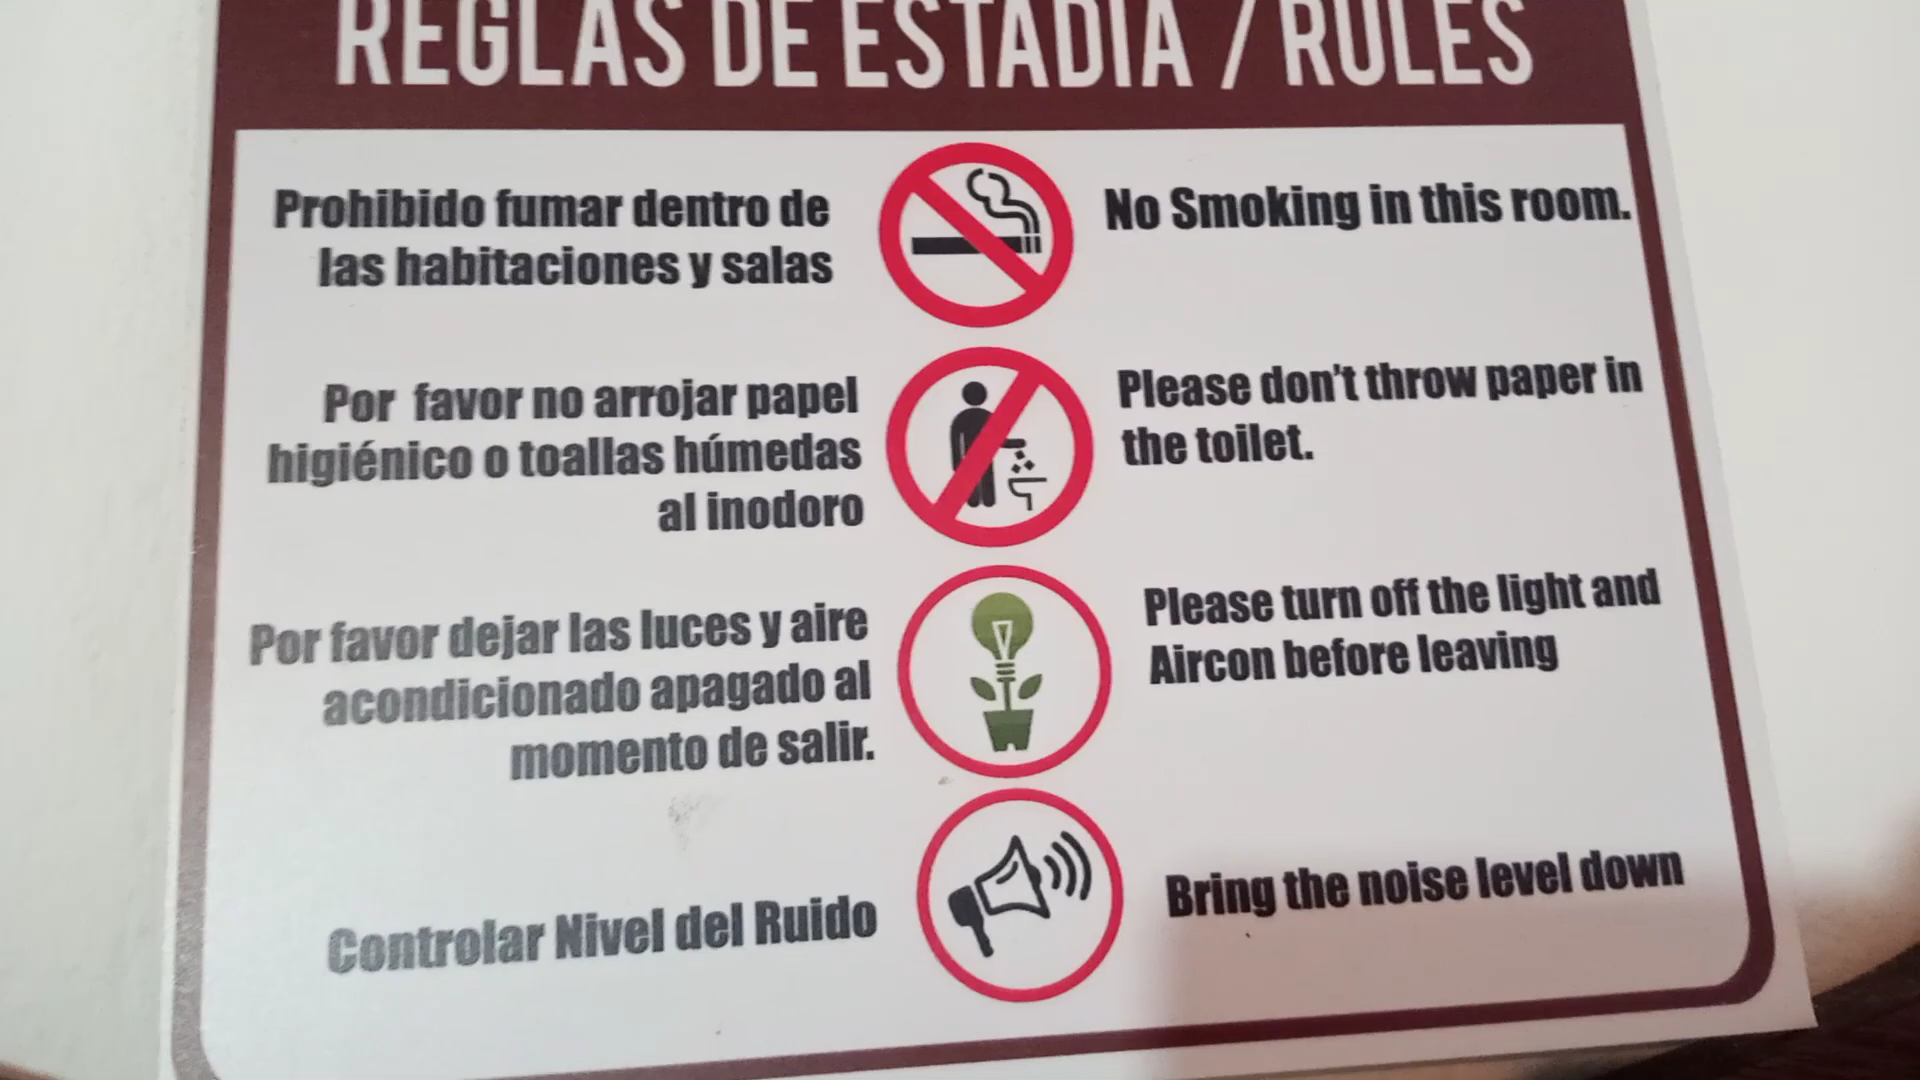 REGLAS DE ESTADÍA / RULES
Prohibido fumar dentro de
las habitaciones y salas
No Smoking in this room.
Por favor no arrojar papel
higiénico o toallas húmedas
al inodoro
Please don't throw paper in
the toilet.
Por favor dejar las luces y aire
acondicionado apagado al
momento de salir.
Please turn off the light and
Aircon before leaving
Controlar Nivel del Ruido
Bring the noise level down